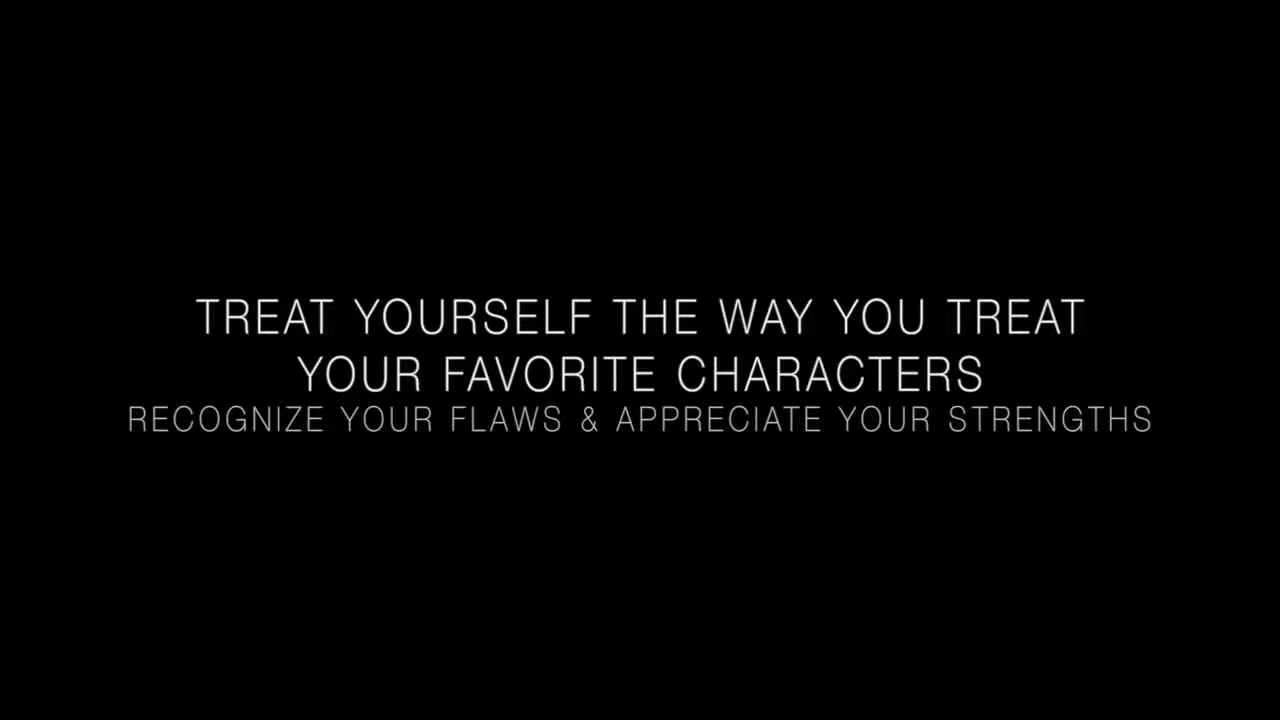 TREAT YOURSELF THE WAY YOU TREAT
YOUR FAVORITE CHARACTERS
RECOGNIZE YOUR FLAWS & APPRECIATE YOUR STRENGTHS